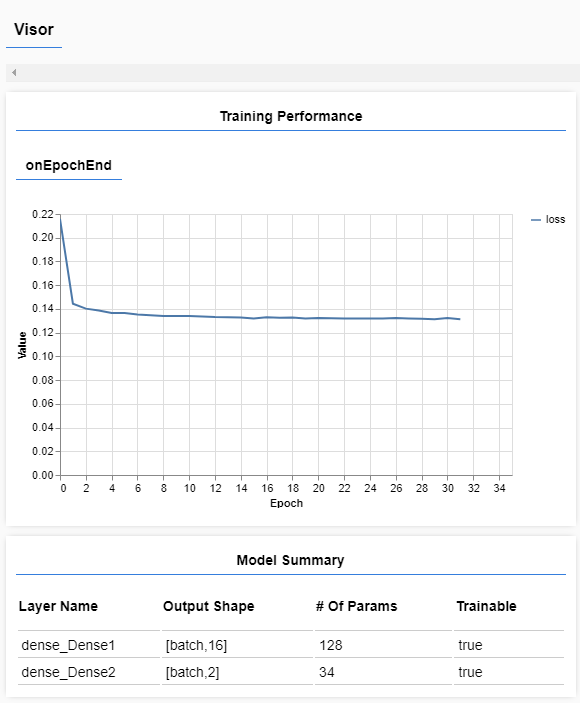 Visor
Training Performance
onEpochEnd
0.22
0.20
0.18
0.16
0.14
0.12
0.10
0.08
0.06
0.04
0.02
0.00
Value
0 2 4 6 8 10 12 14 16 18 20 22 24 26 28 30 32 34
Epoch
loss
Model Summary
Layer Name Output Shape # Of Params Trainable
dense_Dense1 [batch,16] 128 true
dense_Dense2 [batch,2] 34 true